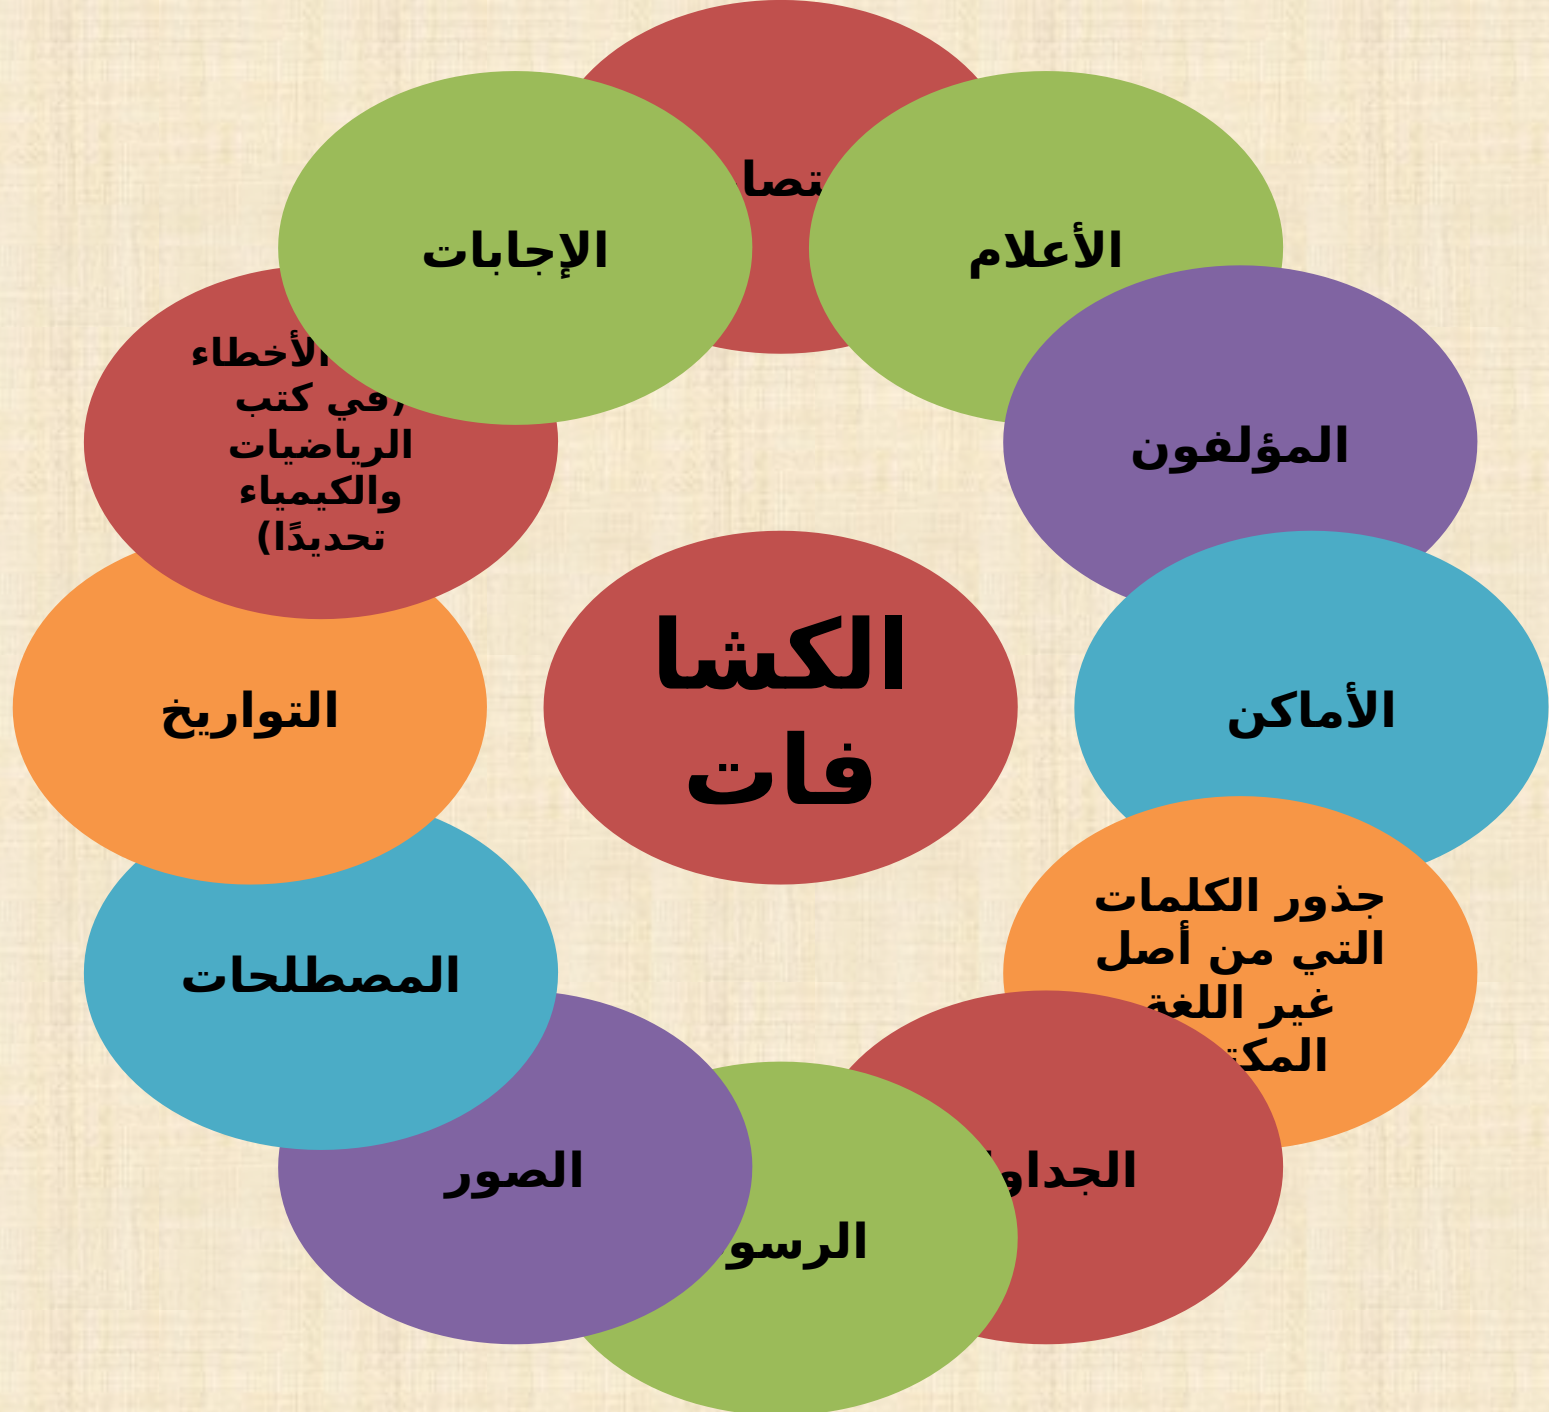 الأعلام
المؤلفون
الأماكن
جذور الكلمات
التي من أصل
غير اللغة
الصور
المصطلحات
التواريخ
الأخطاء
(في كتب
الرياضيات
والكيمياء
تحديدًا)
الإجابات
الكشا
فات